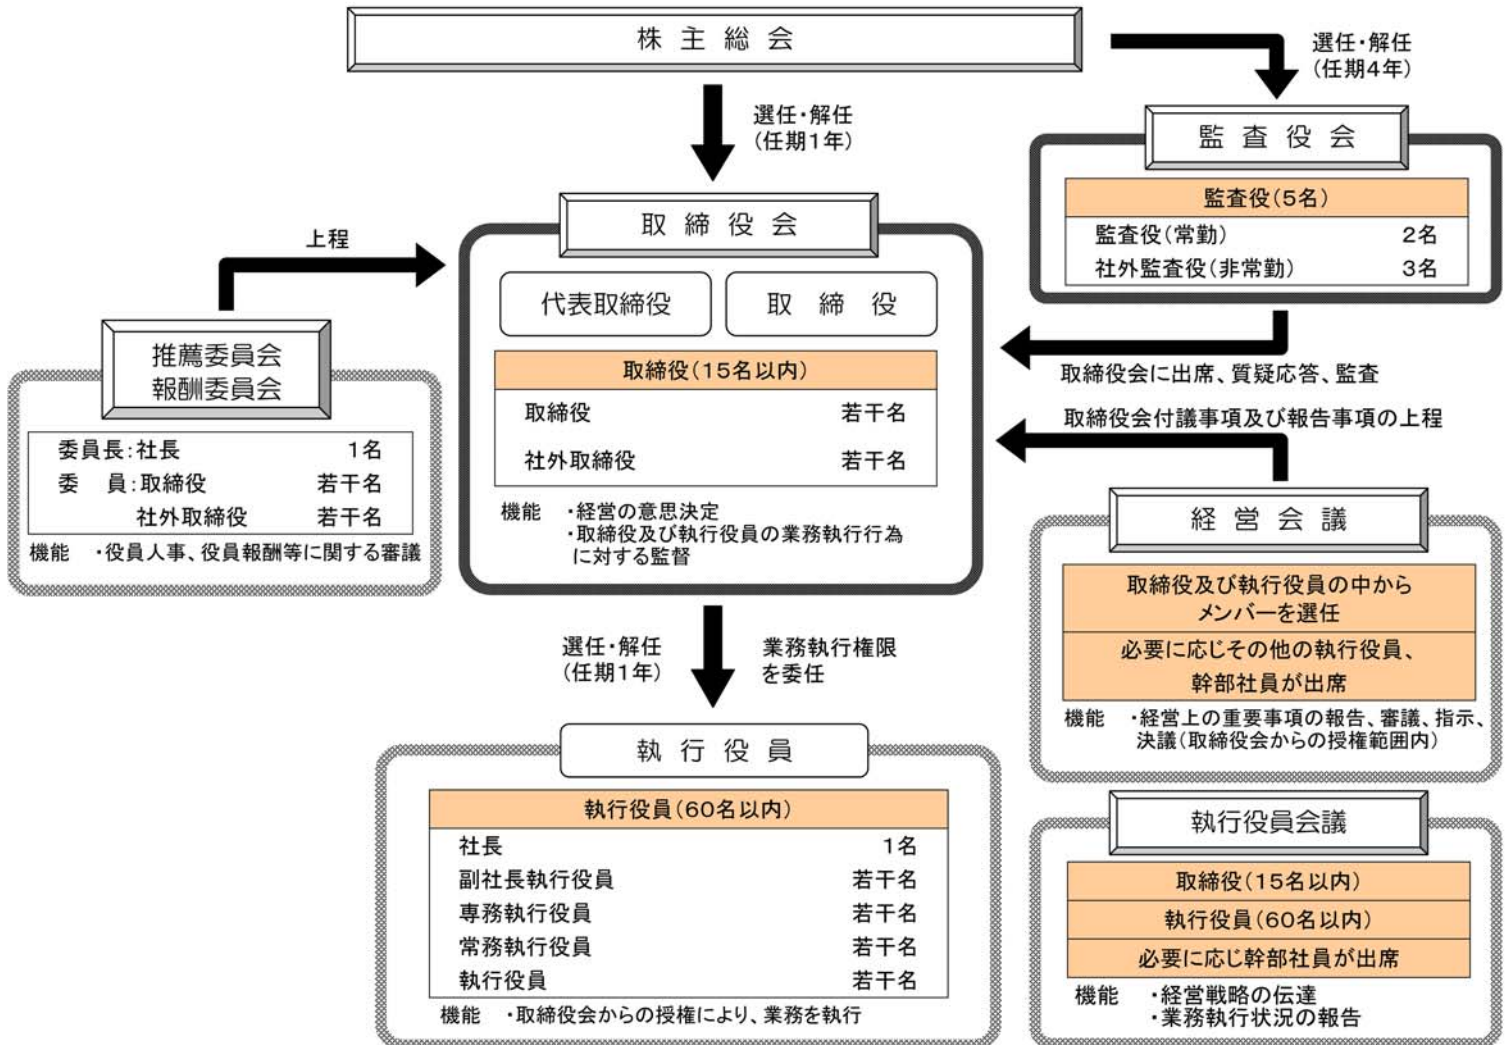 株主総会
選任・解任
(任期4年)
選任・解任
(任期1年)
監査役会
監査役(5名)
監査役(常勤) 2名
社外監査役(非常勤) 3名
取締役会
上程
代表取締役
取締役
取締役(15名以内)
取締役 若干名
社外取締役 若干名
機能 ・経営の意思決定
・取締役及び執行役員の業務執行行為
に対する監督
推薦委員会
報酬委員会
委員長:社長 1名
委 員:取締役 若干名
社外取締役 若干名
機能 ・役員人事、役員報酬等に関する審議
取締役会に出席、質疑応答、監査
取締役会付議事項及び報告事項の上程
経営会議
取締役及び執行役員の中から
メンバーを選任
必要に応じその他の執行役員、
幹部社員が出席
機能 ・経営上の重要事項の報告、審議、指示、
決議(取締役会からの授権範囲内)
選任・解任
(任期1年)
業務執行権限
を委任
執行役員
執行役員(60名以内)
社長 1名
副社長執行役員 若干名
専務執行役員 若干名
常務執行役員 若干名
執行役員 若干名
機能 ・取締役会からの授権により、業務を執行
執行役員会議
取締役(15名以内)
執行役員(60名以内)
必要に応じ幹部社員が出席
機能 ・経営戦略の伝達
・業務執行状況の報告